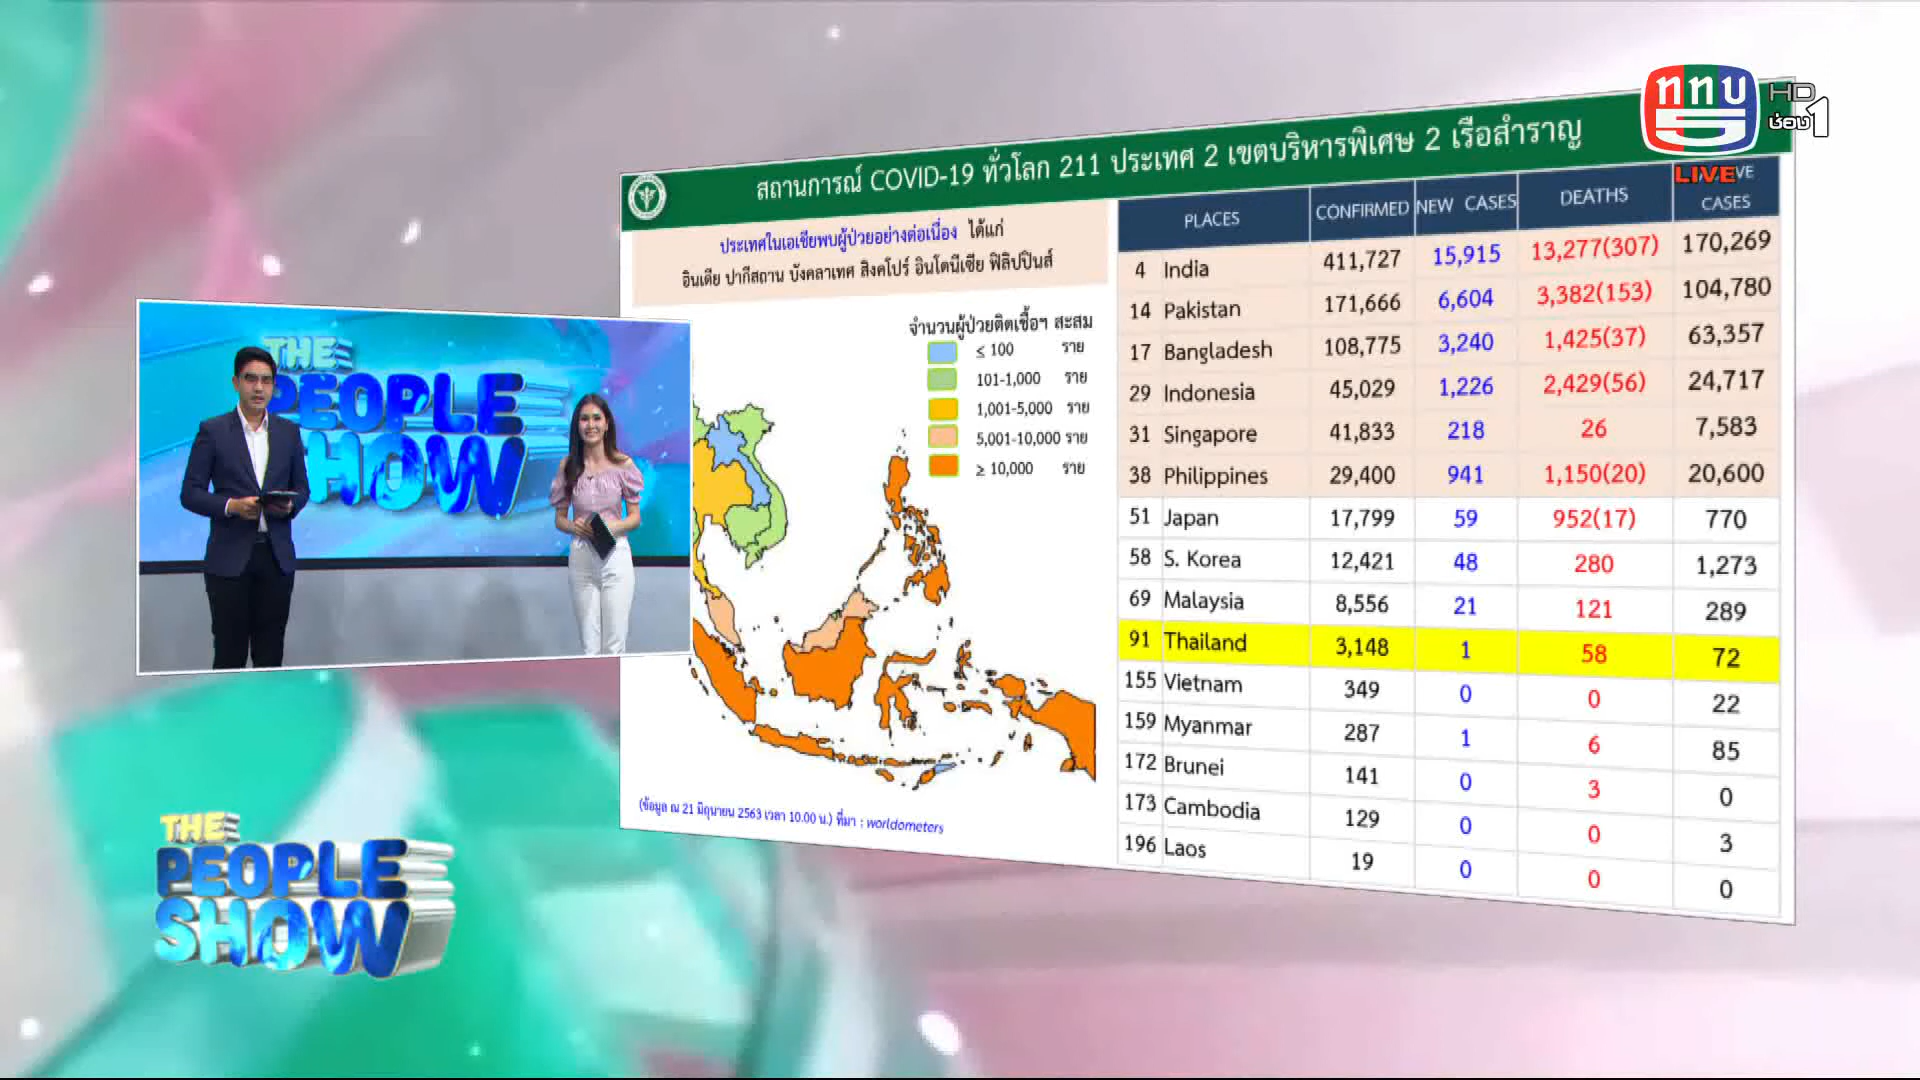 ททบ
5
HD
ช่อง1
LIVE
สถานการณ์ COVID-19 ทั่วโลก 211 ประเทศ 2 เขตบริหารพิเศษ 2 เรือสำราญ
ประเทศในเอเชียพบผู้ป่วยอย่างต่อเนื่อง ได้แก่
อินเดีย ปากีสถาน บังคลาเทศ สิงคโปร์ อินโดนีเซีย ฟิลิปปินส์
จำนวนผู้ป่วยติดเชื้อฯ สะสม
≤ 100 ราย
101-1,000 ราย
1,001-5,000 ราย
5,001-10,000 ราย
≥ 10,000 ราย
(ข้อมูล ณ 21 มิถุนายน 2563 เวลา 10.00 น.) ที่มา : worldometers
PLACES CONFIRMED NEW CASES DEATHS VE CASES
4 India 411,727 15,915 13,277(307) 170,269
14 Pakistan 171,666 6,604 3,382(153) 104,780
17 Bangladesh 108,775 3,240 1,425(37) 63,357
29 Indonesia 45,029 1,226 2,429(56) 24,717
31 Singapore 41,833 218 26 7,583
38 Philippines 29,400 941 1,150(20) 20,600
51 Japan 17,799 59 952(17) 770
58 S. Korea 12,421 48 280 1,273
69 Malaysia 8,556 21 121 289
91 Thailand 3,148 1 58 72
155 Vietnam 349 0 0 22
159 Myanmar 287 1 6 85
172 Brunei 141 0 3 0
173 Cambodia 129 0 0 3
196 Laos 19 0 0 0
THE
PEOPLE
SHOW
THE
PEOPLE
SHOW